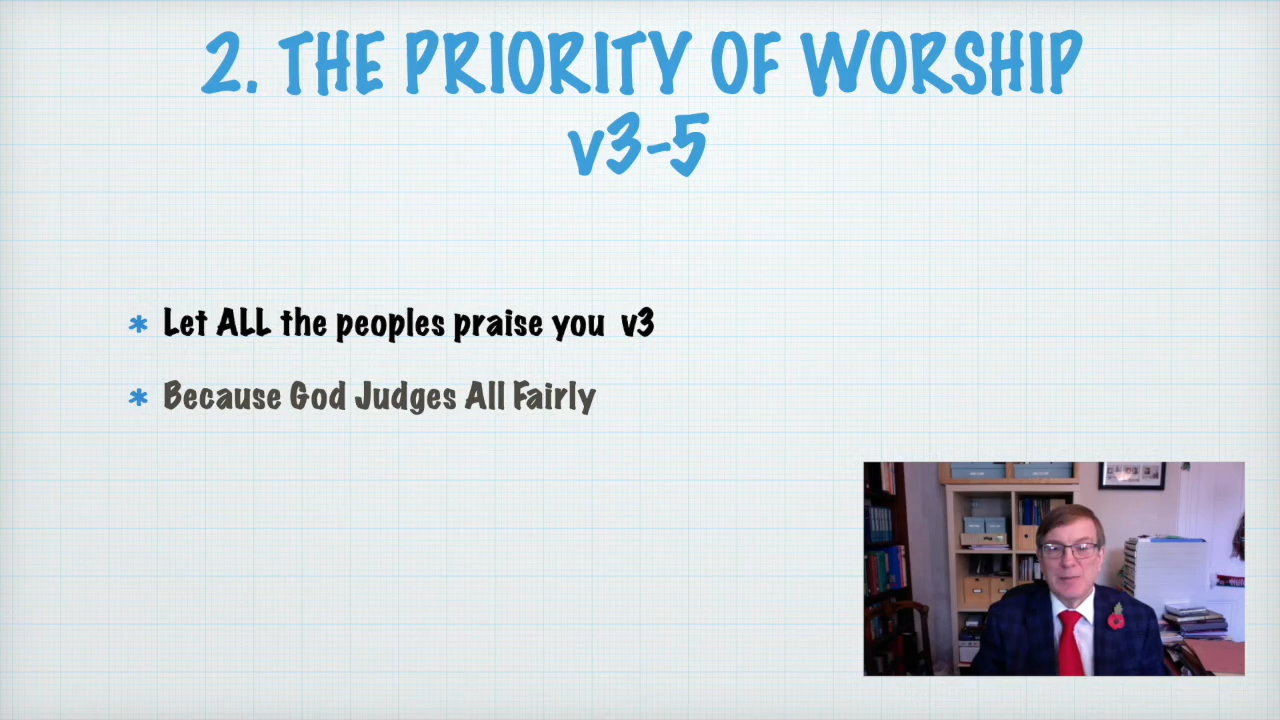 2. THE PRIORITY OF WORSHIP
v3-5
* Let ALL the peoples praise you v3
* Because God Judges All Fairly